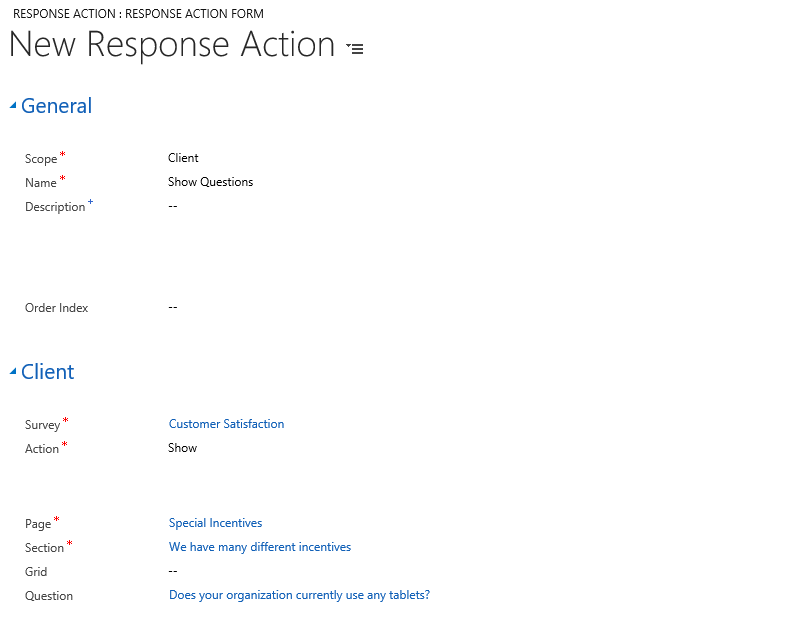 RESPONSE ACTION : RESPONSE ACTION FORM
New Response Action
General
Scope * Client
Name * Show Questions
Description + --
Order Index --
Client
Survey * Customer Satisfaction
Action * Show
Page * Special Incentives
Section * We have many different incentives
Grid --
Question Does your organization currently use any tablets?